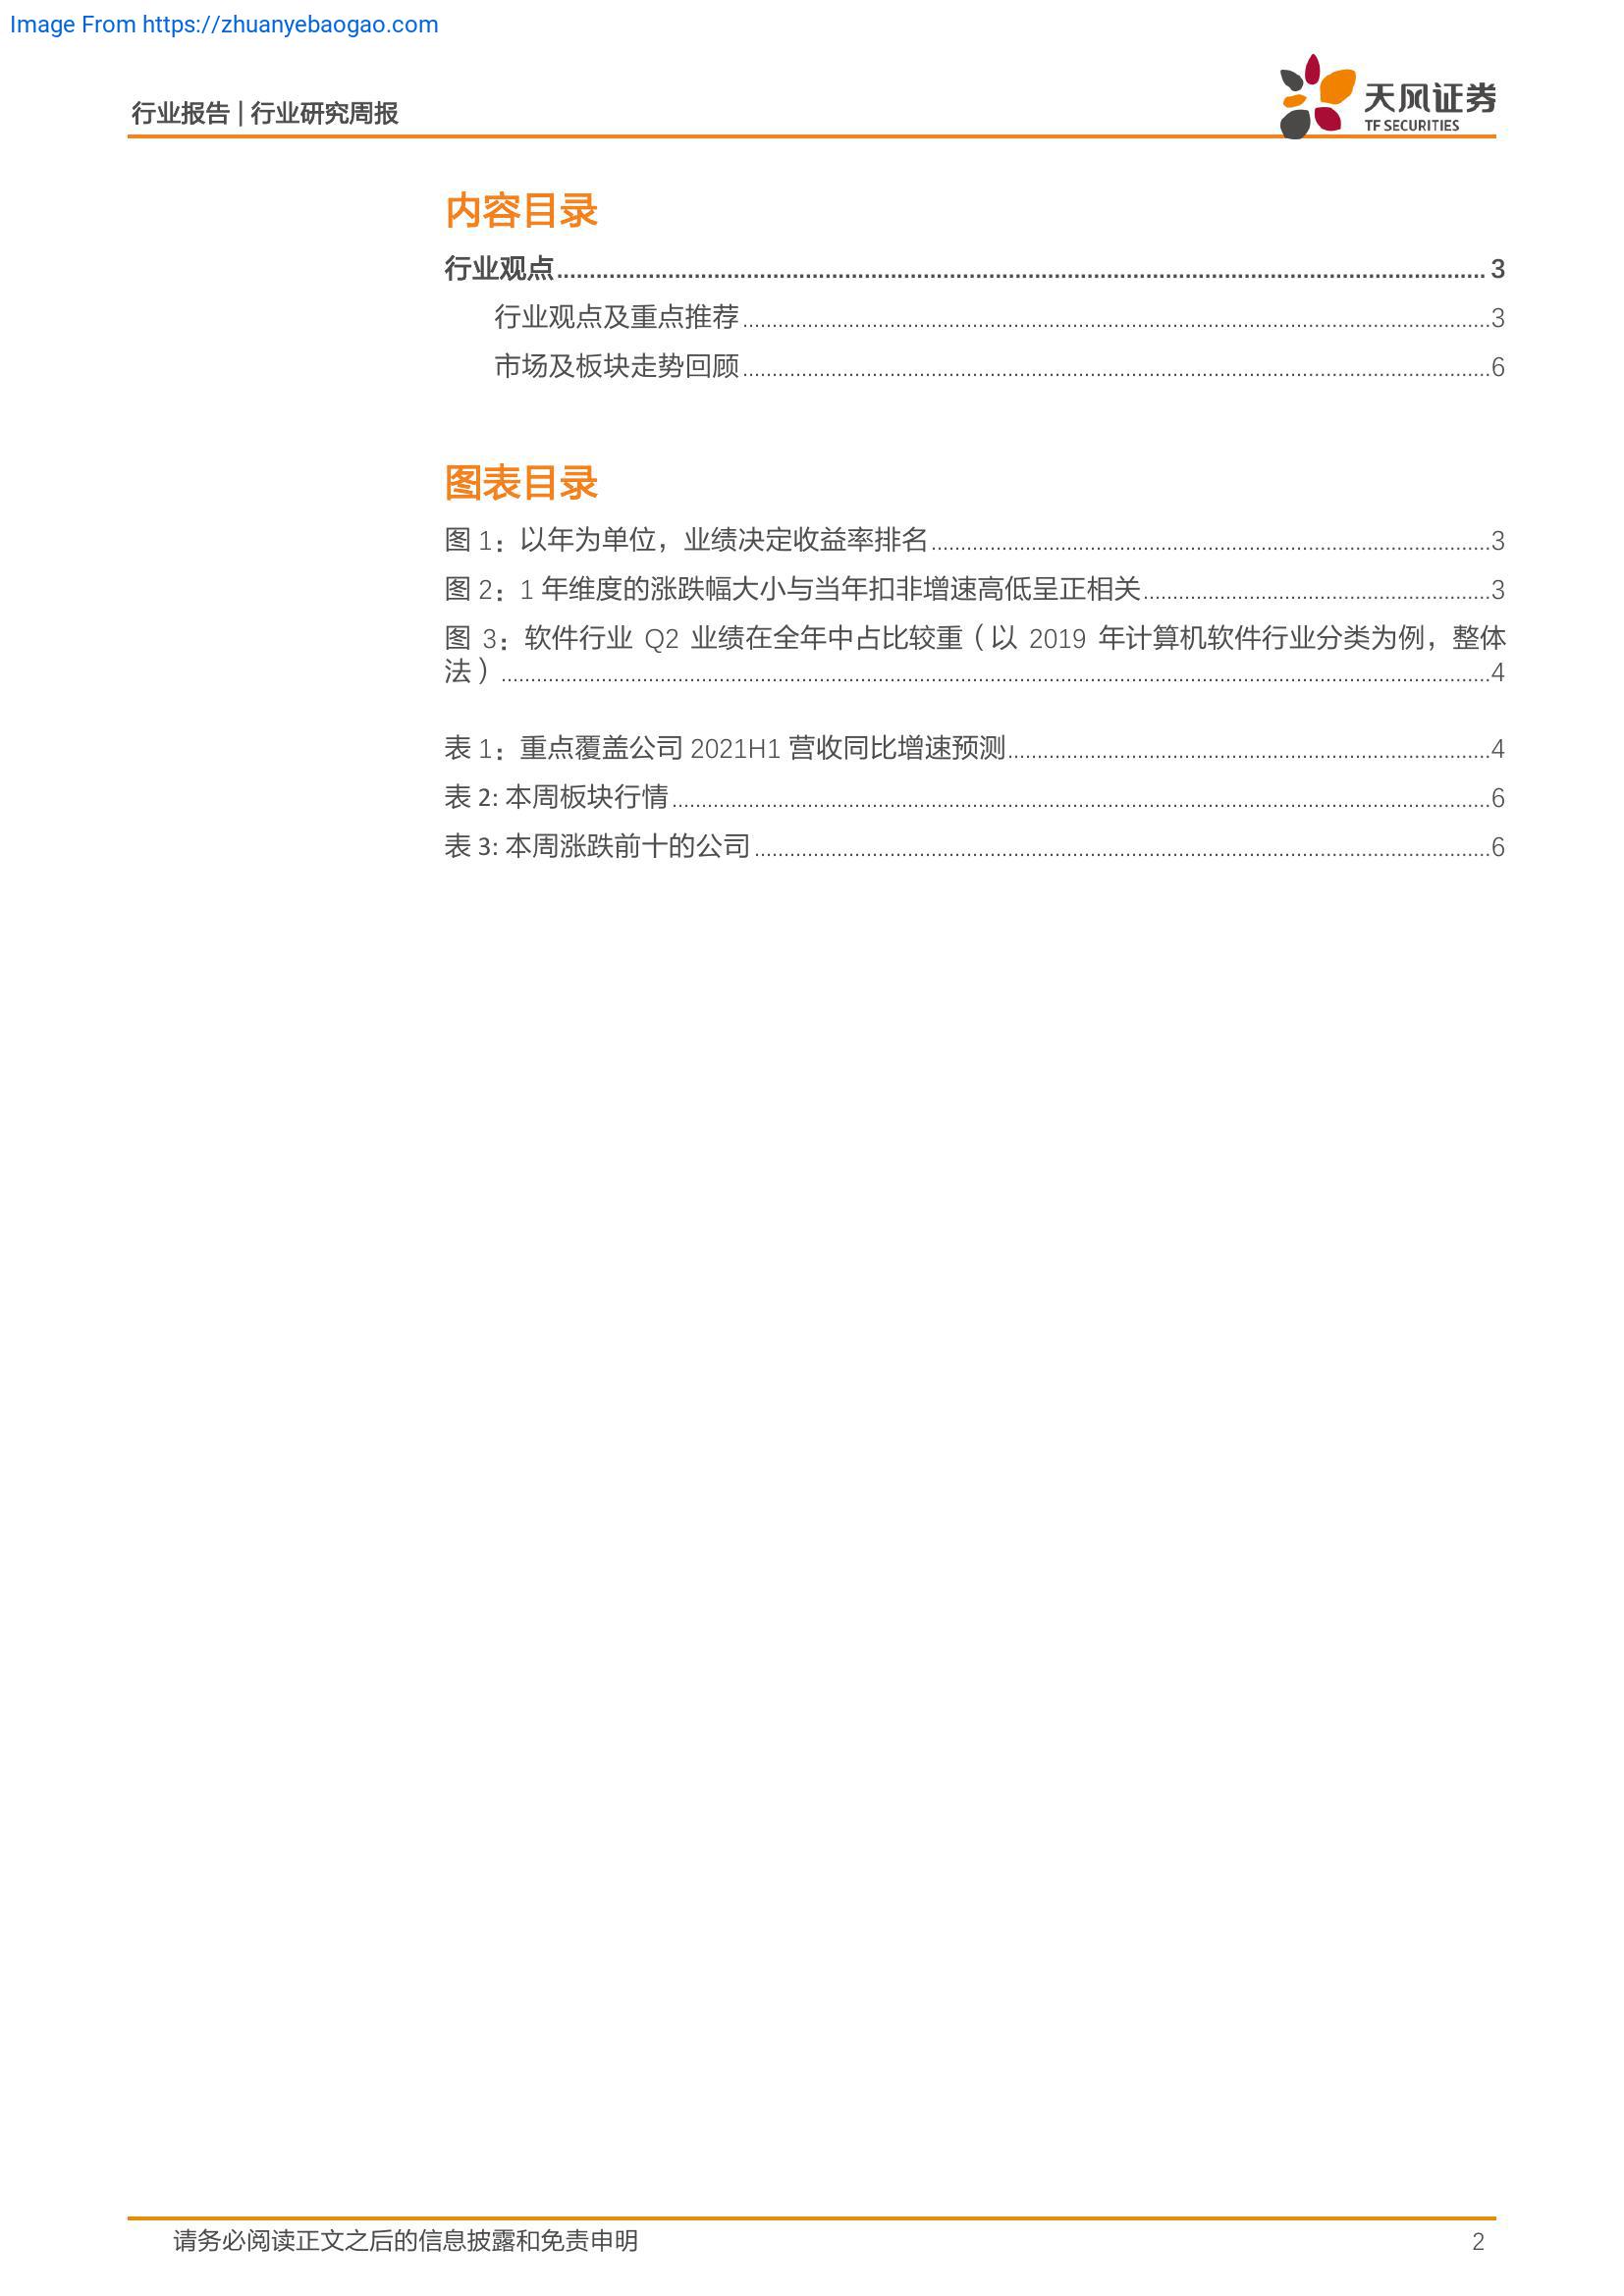 Image From https://zhuanyebaogao.com
行业报告 | 行业研究周报
天风证券
TF SECURITIES
内容目录
行业观点 3
行业观点及重点推荐 3
市场及板块走势回顾 6
图表目录
图 1：以年为单位，业绩决定收益率排名 3
图 2：1 年维度的涨跌幅大小与当年扣非增速高低呈正相关 3
图 3：软件行业 Q2 业绩在全年中占比较重（以 2019 年计算机软件行业分类为例，整体
法） 4
表 1：重点覆盖公司 2021H1 营收同比增速预测 4
表 2: 本周板块行情 6
表 3: 本周涨跌前十的公司 6
请务必阅读正文之后的信息披露和免责申明 2